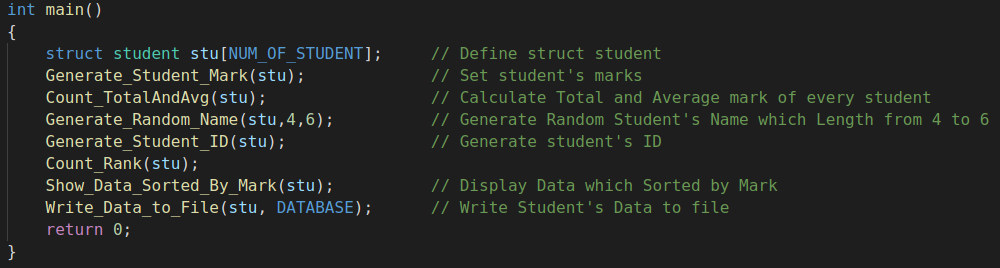 int main()
{
    struct student stu[NUM_OF_STUDENT];     // Define struct student
    Generate_Student_Mark(stu);             // Set student's marks
    Count_TotalAndAvg(stu);                 // Calculate Total and Average mark of every student
    Generate_Random_Name(stu,4,6);          // Generate Random Student's Name which Length from 4 to 6
    Generate_Student_ID(stu);               // Generate student's ID
    Count_Rank(stu);
    Show_Data_Sorted_By_Mark(stu);          // Display Data which Sorted by Mark
    Write_Data_to_File(stu, DATABASE);      // Write Student's Data to file
    return 0;
}